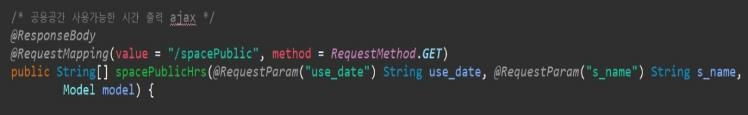 /* 공용공간 사용가능한 시간 출력 ajax */
@ResponseBody
@RequestMapping(value = "/spacePublic", method = RequestMethod.GET)
public String[] spacePublicHrs(@RequestParam("use_date") String use_date, @RequestParam("s_name") String s_name,
Model model) {